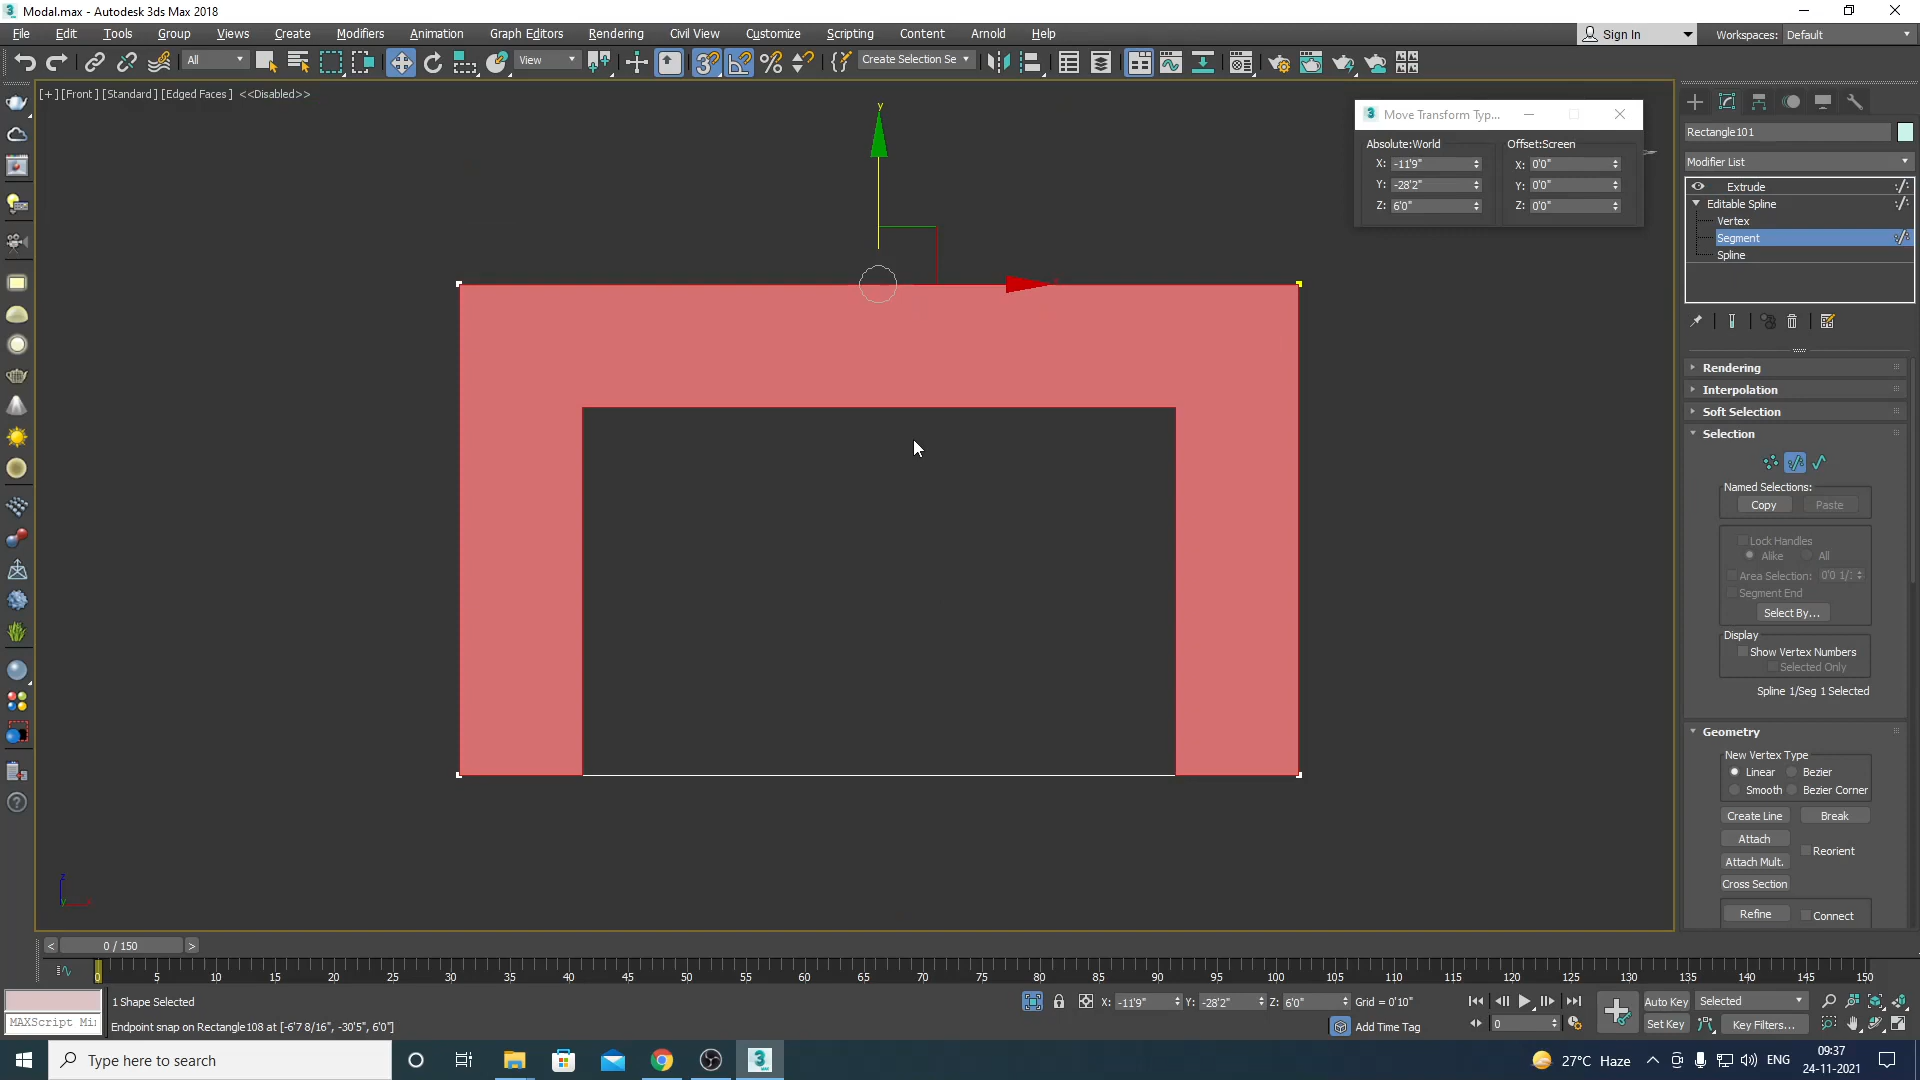 Modal.max - Autodesk 3ds Max 2018
File Edit Tools Group Views Create Modifiers Animation Graph Editors Rendering Civil View Customize Scripting Content Arnold Help
Sign In
Workspaces: Default
All
View
Create Selection Se
[+] [Front ] [Standard ] [Edged Faces ] <<Disabled>>
y
Move Transform Typ...
Absolute:World Offset:Screen
X: -11'9" X: 0'0"
Y: -28'2" Y: 0'0"
Z: 6'0" Z: 0'0"
Rectangle101
Modifier List
Extrude
Editable Spline
Vertex
Segment
Spline
Rendering
Interpolation
Soft Selection
Selection
Named Selections:
Copy Paste
Lock Handles
Alike All
Area Selection:
Segment End
Select By...
Display
Show Vertex Numbers
Selected Only
Spline 1/Seg 1 Selected
Geometry
New Vertex Type
Linear Bezier
Smooth Bezier Corner
Create Line Break
Attach
Reorient
Attach Mult.
Cross Section
Refine Connect
z
< 0 / 150 >
0 5 10 15 20 25 30 35 40 45 50 55 60 65 70 75 80 85 90 95 100 105 110 115 120 125 130 135 140 145 150
1 Shape Selected
X: -11'9" Y: -28'2" Z: 6'0" Grid = 0'10"
Auto Key Selected
MAXScript Mi
Endpoint snap on Rectangle108 at [-6'7 8/16", -30'5", 6'0"]
Add Time Tag
0
Set Key Key Filters...
Type here to search
27°C Haze
ENG
09:37
24-11-2021